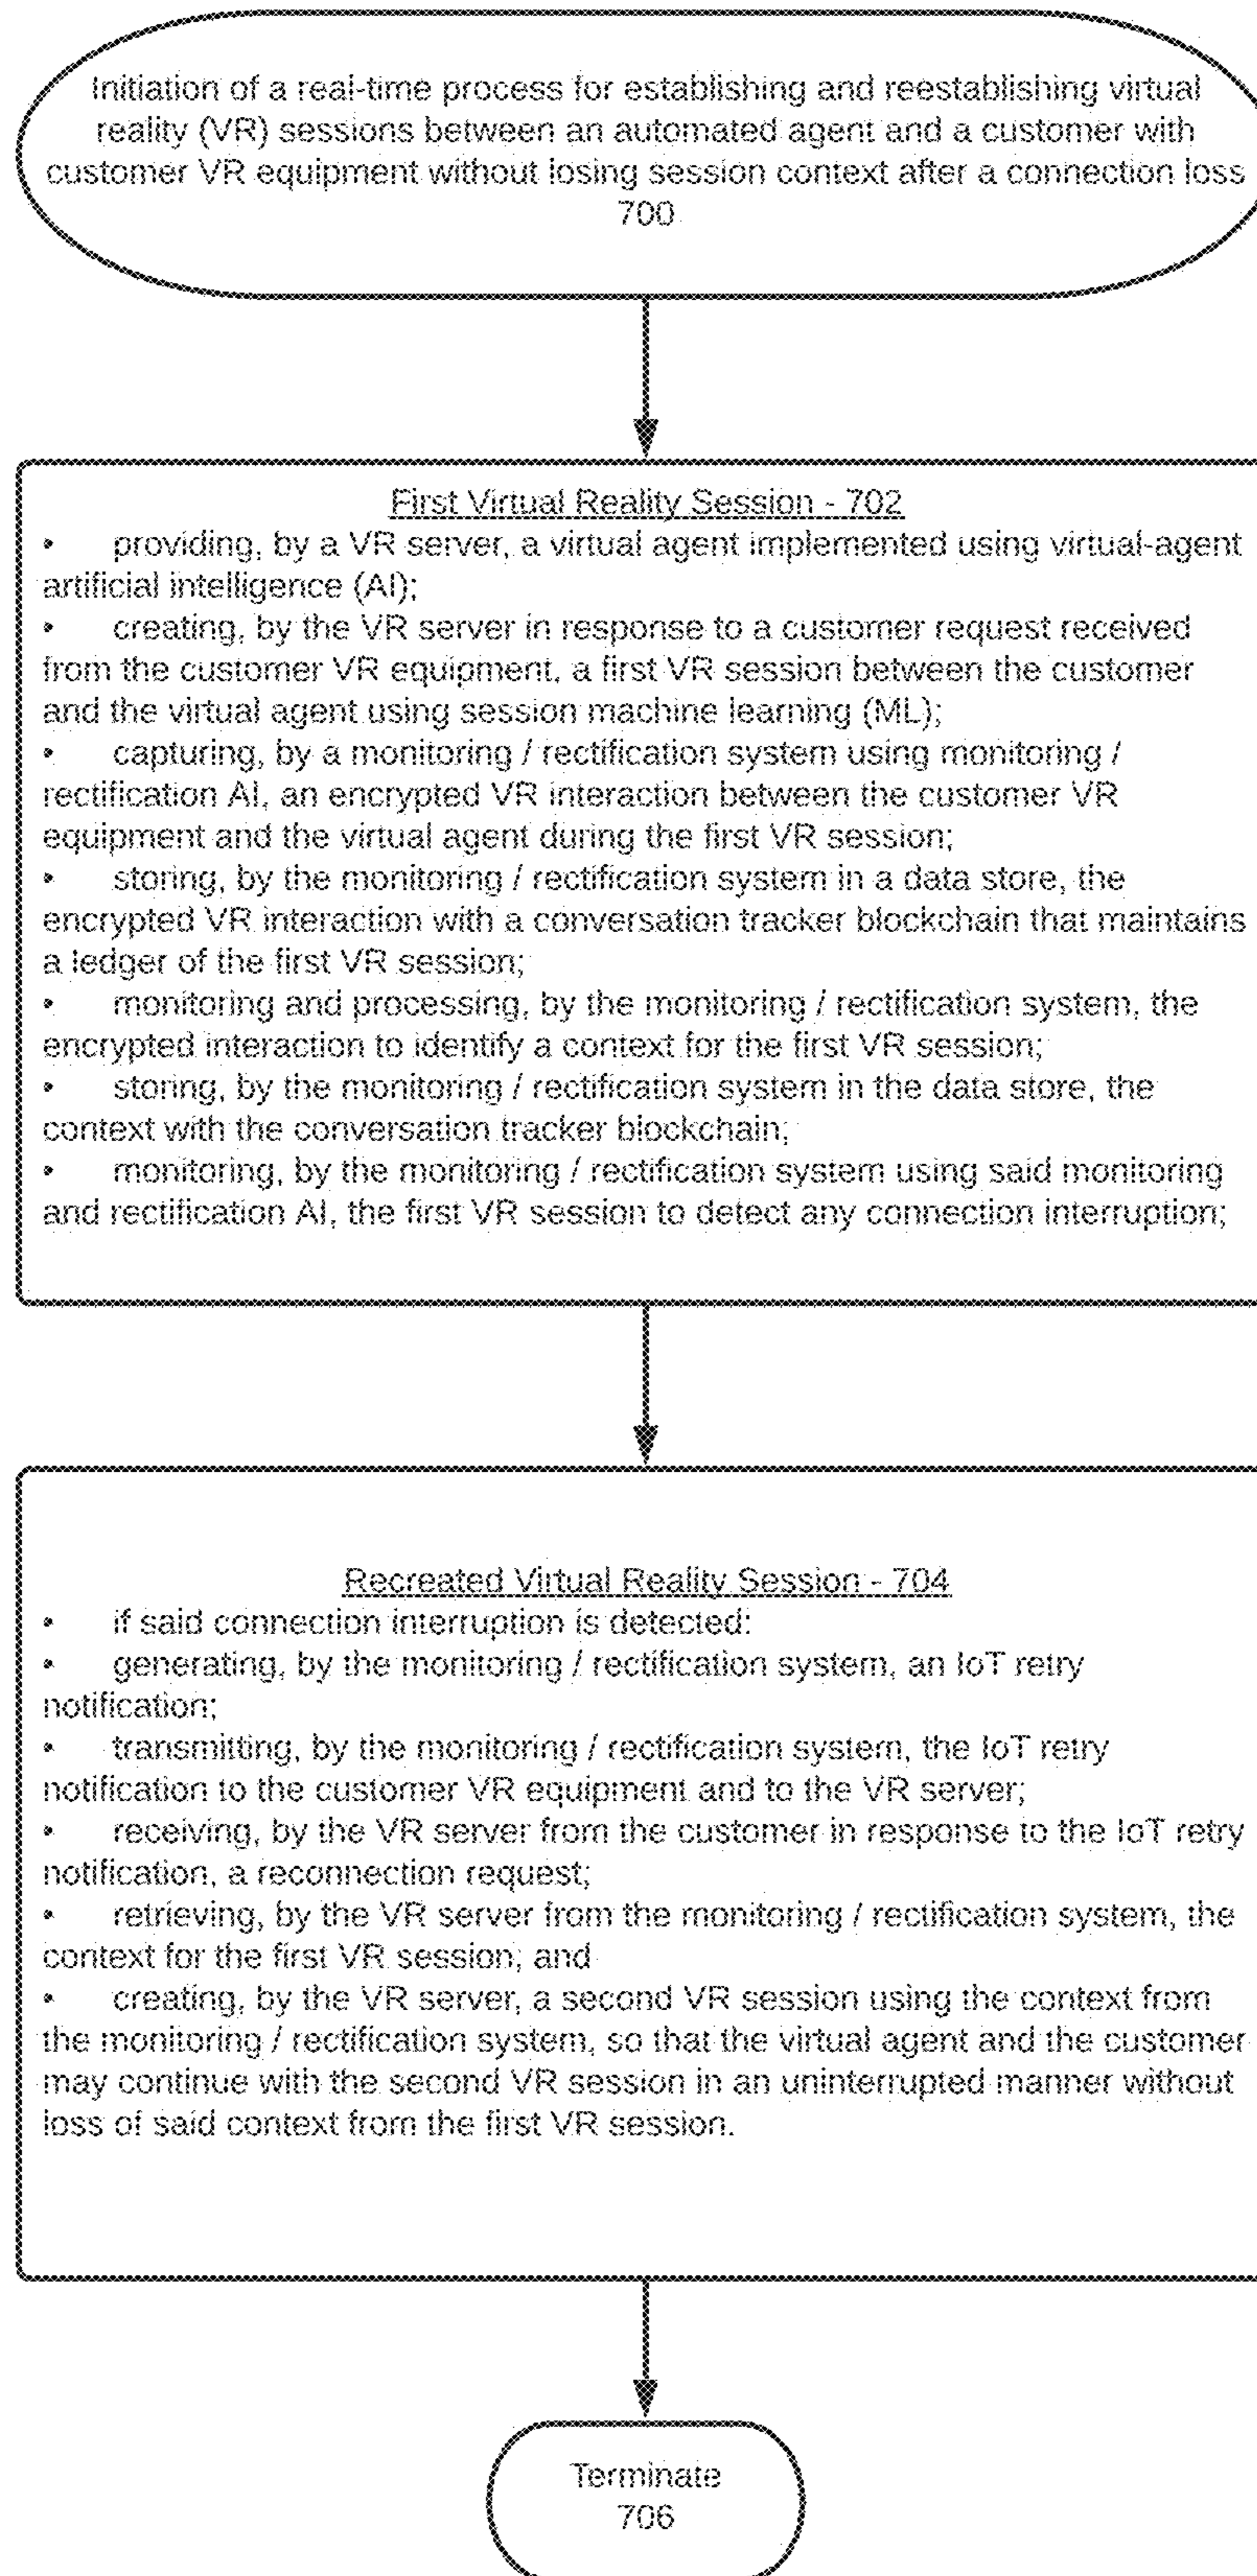 Initiation of a real-time process for establishing and reestablishing virtual
reality (VR) sessions between an automated agent and a customer with
customer VR equipment without losing session context after a connection loss
700
First Virtual Reality Session - 702
• providing, by a VR server, a virtual agent implemented using virtual-agent
artificial intelligence (AI);
• creating, by the VR server in response to a customer request received
from the customer VR equipment, a first VR session between the customer
and the virtual agent using session machine learning (ML);
• capturing, by a monitoring / rectification system using monitoring /
rectification AI, an encrypted VR interaction between the customer VR
equipment and the virtual agent during the first VR session;
• storing, by the monitoring / rectification system in a data store, the
encrypted VR interaction with a conversation tracker blockchain that maintains
a ledger of the first VR session;
• monitoring and processing, by the monitoring / rectification system, the
encrypted interaction to identify a context for the first VR session;
• storing, by the monitoring / rectification system in the data store, the
context with the conversation tracker blockchain;
• monitoring, by the monitoring / rectification system using said monitoring
and rectification AI, the first VR session to detect any connection interruption;
Recreated Virtual Reality Session - 704
• if said connection interruption is detected:
• generating, by the monitoring / rectification system, an IoT retry
notification;
• transmitting, by the monitoring / rectification system, the IoT retry
notification to the customer VR equipment and to the VR server;
• receiving, by the VR server from the customer in response to the IoT retry
notification, a reconnection request;
• retrieving, by the VR server from the monitoring / rectification system, the
context for the first VR session; and
• creating, by the VR server, a second VR session using the context from
the monitoring / rectification system, so that the virtual agent and the customer
may continue with the second VR session in an uninterrupted manner without
loss of said context from the first VR session.
Terminate
706